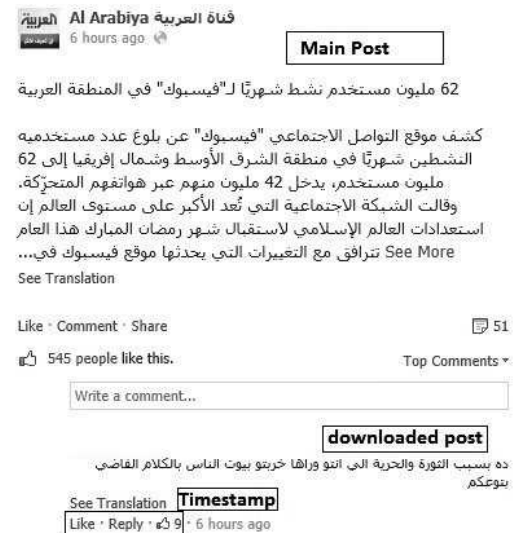 العربية
Al Arabiya قناة العربية
6 hours ago
Main Post
62 مليون مستخدم نشط شهريًا لـ"فيسبوك" في المنطقة العربية
كشف موقع التواصل الاجتماعي "فيسبوك" عن بلوغ عدد مستخدميه
النشطين شهريًا في منطقة الشرق الأوسط وشمال إفريقيا إلى 62
مليون مستخدم، يدخل 42 مليون منهم عبر هواتفهم المتحرّكة.
وقالت الشبكة الاجتماعية التي تُعد الأكبر على مستوى العالم إن
استعدادات العالم الإسلامي لاستقبال شهر رمضان المبارك هذا العام
تترافق مع التغييرات التي يحدثها موقع فيسبوك في... See More
See Translation
Like · Comment · Share
51
545 people like this.
Top Comments
Write a comment...
downloaded post
ده بسبب الثورة والحرية الي انتو وراها خربتو بيوت الناس بالكلام الفاضي
بتوعكم
See Translation Timestamp
Like · Reply · 9 · 6 hours ago